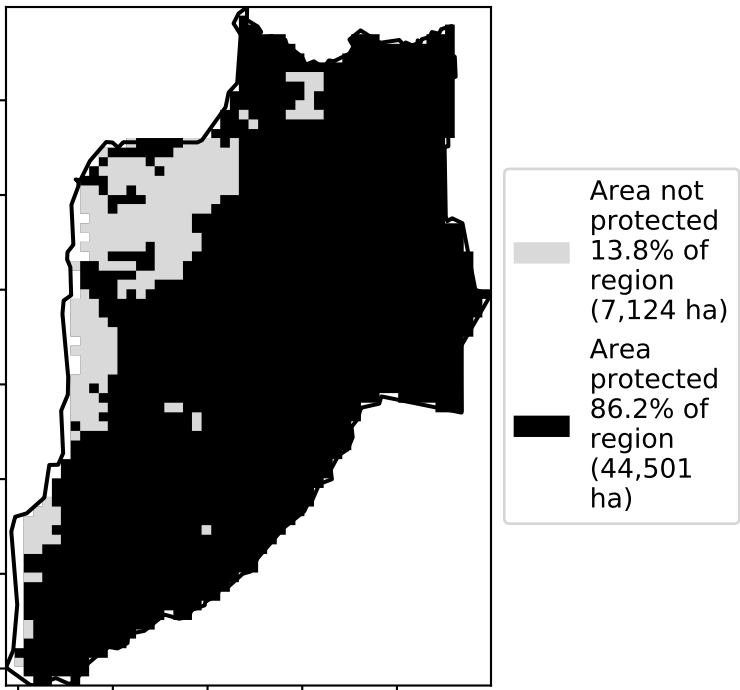 Area not
protected
13.8% of
region
(7,124 ha)
Area
protected
86.2% of
region
(44,501
ha)